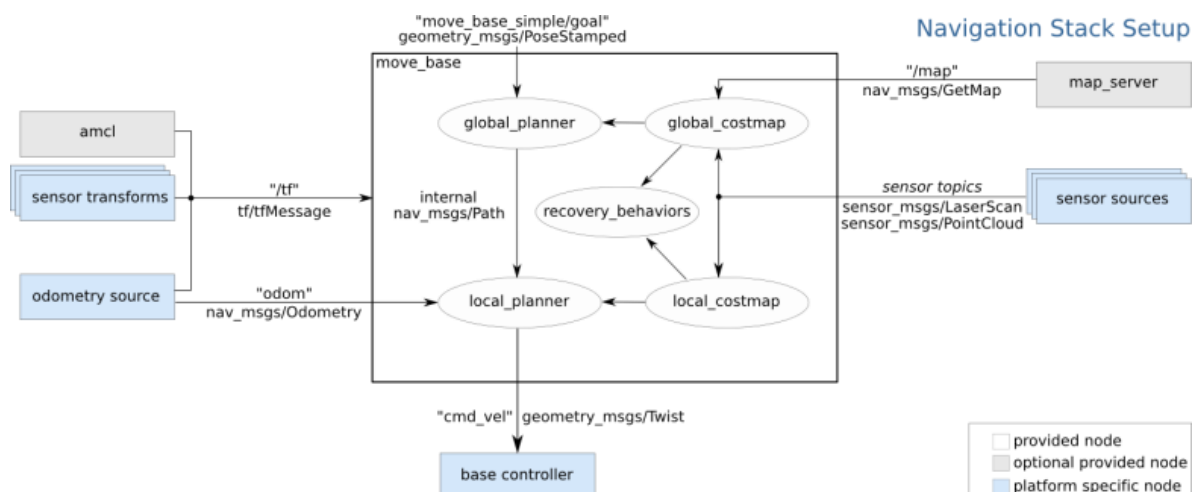 Navigation Stack Setup
"move_base_simple/goal"
geometry_msgs/PoseStamped
move_base
"/map"
nav_msgs/GetMap
map_server
amcl
global_planner
global_costmap
sensor transforms
"/tf"
tf/tfMessage
internal
nav_msgs/Path
recovery_behaviors
sensor topics
sensor_msgs/LaserScan
sensor_msgs/PointCloud
sensor sources
odometry source
"odom"
nav_msgs/Odometry
local_planner
local_costmap
"cmd_vel" geometry_msgs/Twist
base controller
provided node
optional provided node
platform specific node